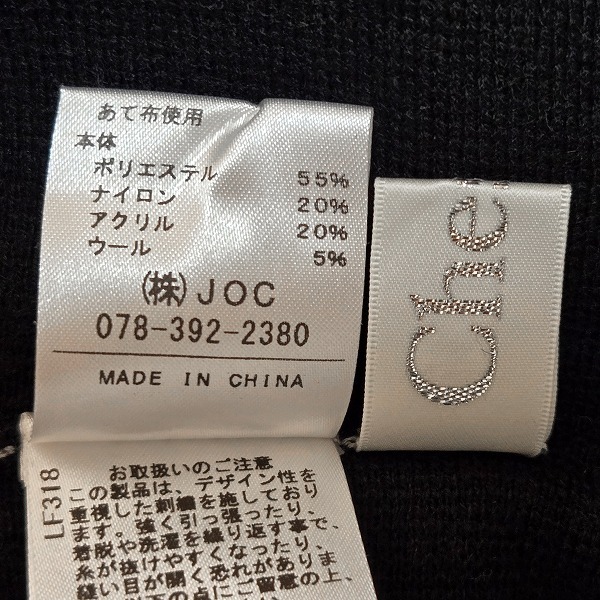 あて布使用
本体
ポリエステル 55%
ナイロン 20%
アクリル 20%
ウール 5%
(株)JOC
078-392-2380
MADE IN CHINA
LF318
お取扱いのご注意
この製品は、デザイン性を
重視した刺繍を施しており
ます。強く引っ張ったり、
着脱や洗濯を繰り返す事で、
糸が抜けやすくなったり、
縫い目が開く恐れがありま
Che